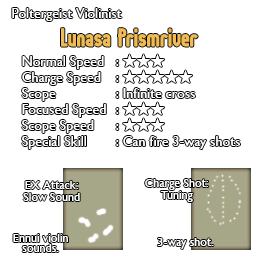 Poltergeist Violinist
Lunasa Prismriver
Normal Speed : ☆☆☆
Charge Speed : ☆☆☆☆☆
Scope : Infinite cross
Focused Speed : ☆☆☆
Scope Speed : ☆☆☆
Special Skill : Can fire 3-way shots
EX Attack:
Slow Sound
Ennui violin
sounds.
Charge Shot:
Tuning
3-way shot.